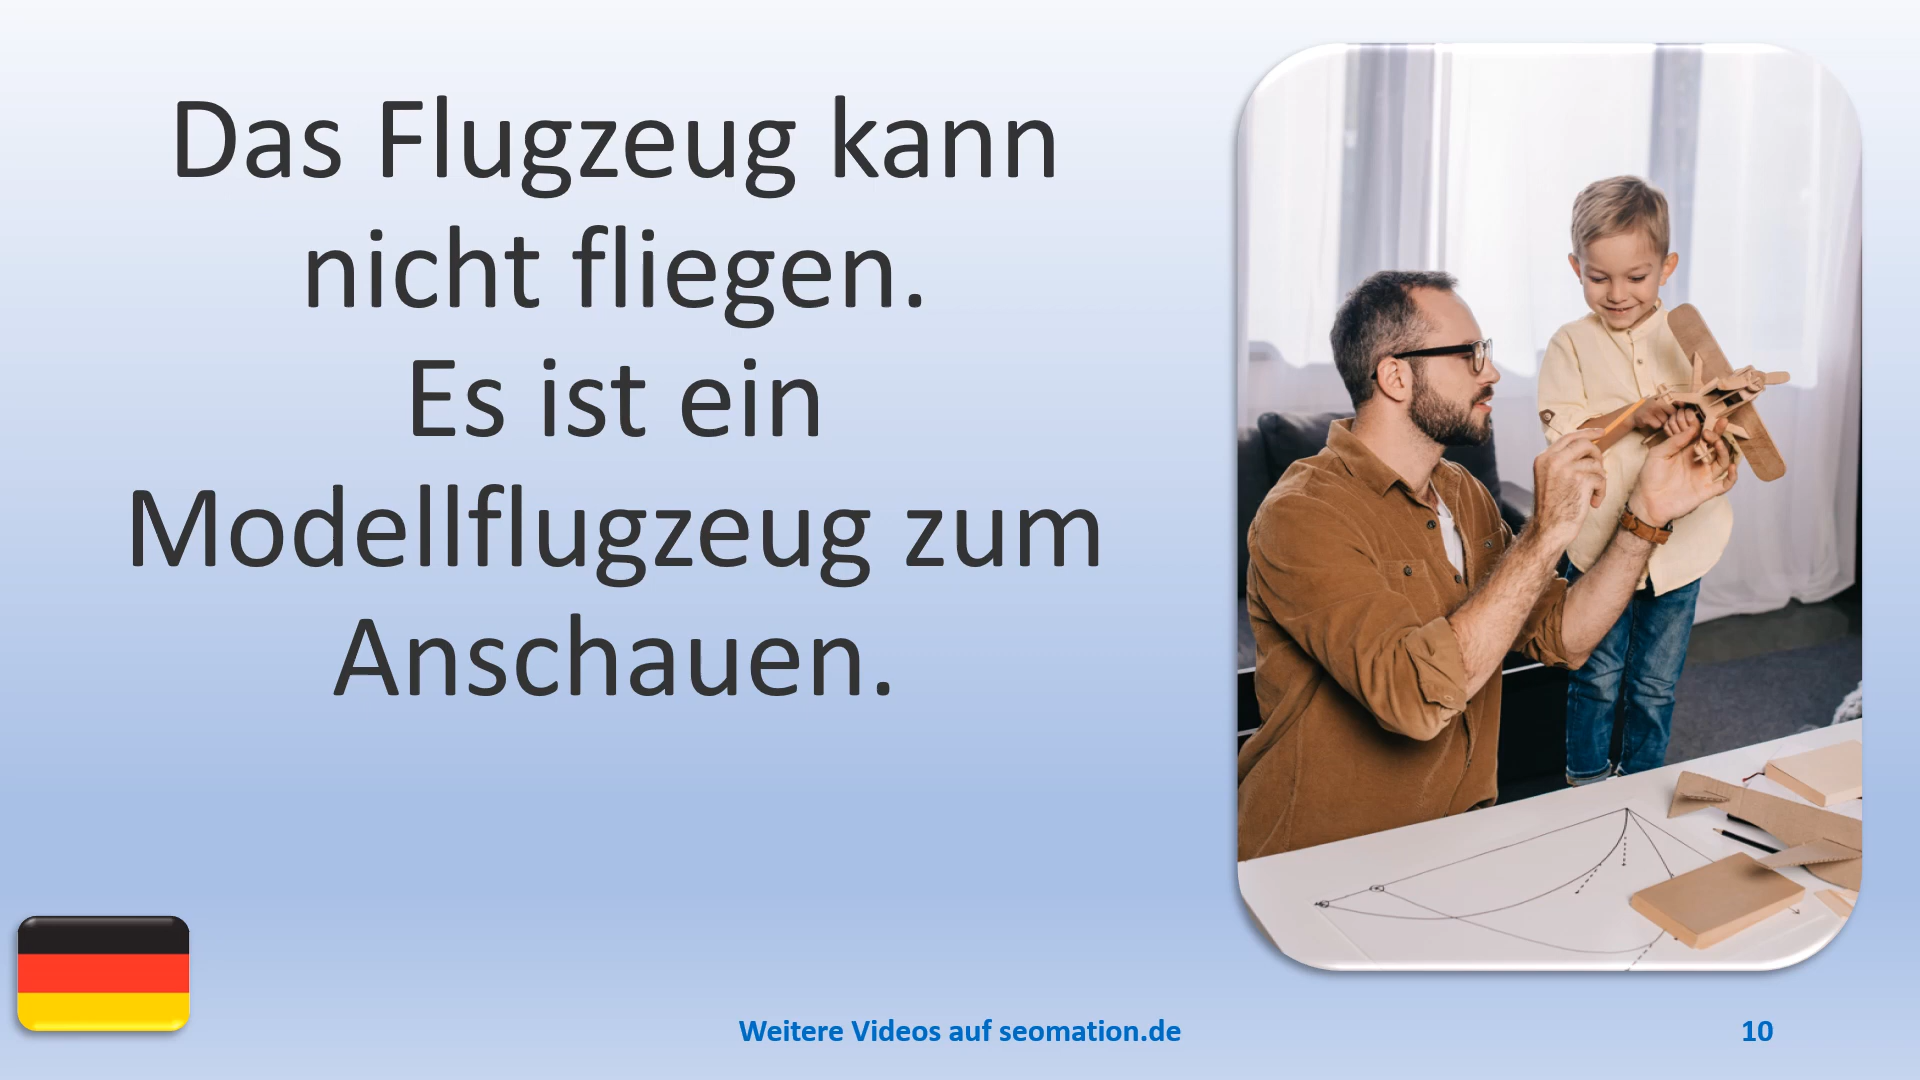 Das Flugzeug kann
nicht fliegen.
Es ist ein
Modellflugzeug zum
Anschauen.
Weitere Videos auf seomation.de
10